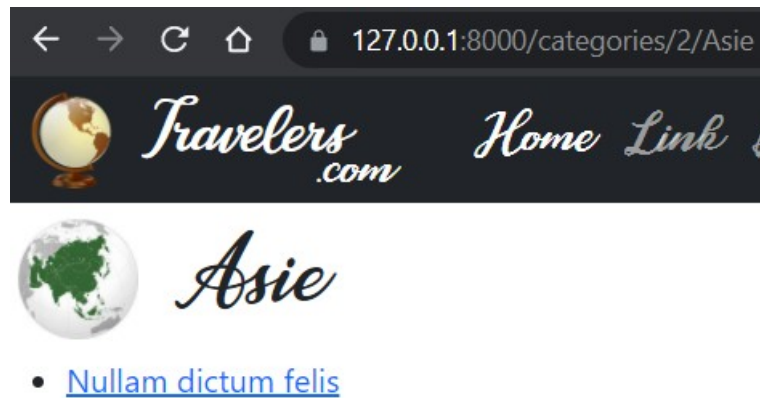 127.0.0.1:8000/categories/2/Asie
Travelers
.com
Home Link
Asie
• Nullam dictum felis